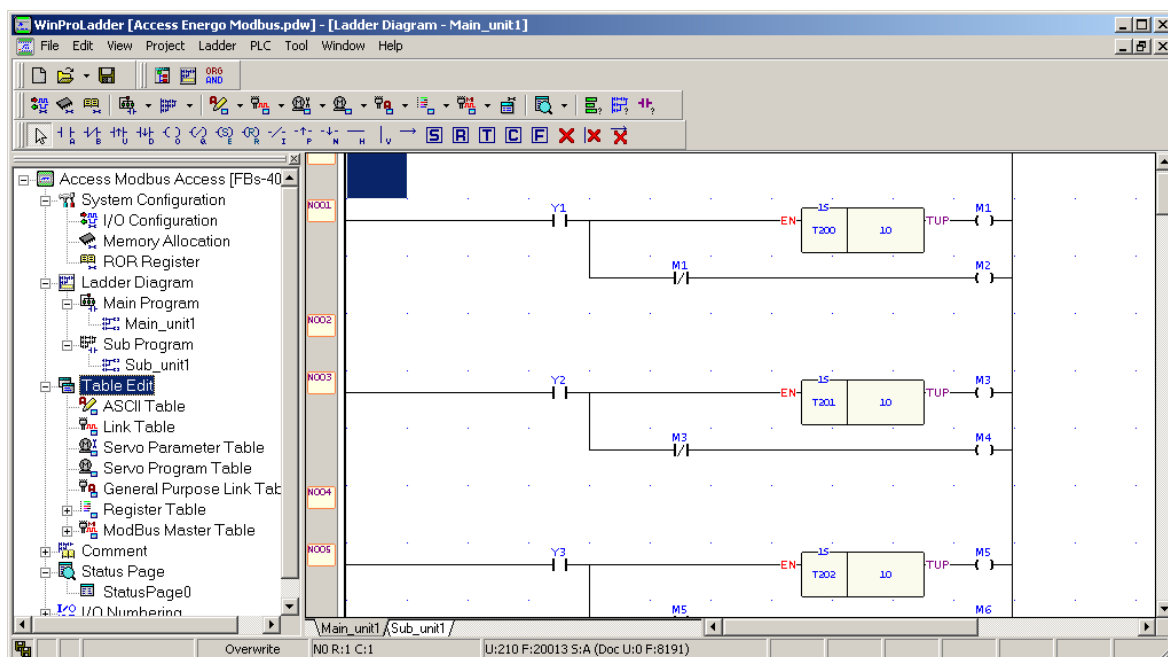 WinProLadder [Access Energo Modbus.pdw] - [Ladder Diagram - Main_unit1]
File Edit View Project Ladder PLC Tool Window Help
ORG
AND
A B U D O Q E R I P N H V S R T C F
Access Modbus Access [FBs-40
System Configuration
I/O Configuration
Memory Allocation
ROR Register
Ladder Diagram
Main Program
Main_unit1
Sub Program
Sub_unit1
Table Edit
ASCII Table
Link Table
Servo Parameter Table
Servo Program Table
General Purpose Link Tab
Register Table
ModBus Master Table
Comment
Status Page
StatusPage0
I/O Numbering
N001
Y1
1S
M1
EN
T200
10
TUP
M1
M2
N002
N003
Y2
1S
M3
EN
T201
10
TUP
M3
M4
N004
N005
Y3
1S
M5
EN
T202
10
TUP
M5
M6
Main_unit1 Sub_unit1
Overwrite N0 R:1 C:1 U:210 F:20013 S:A (Doc U:0 F:8191)